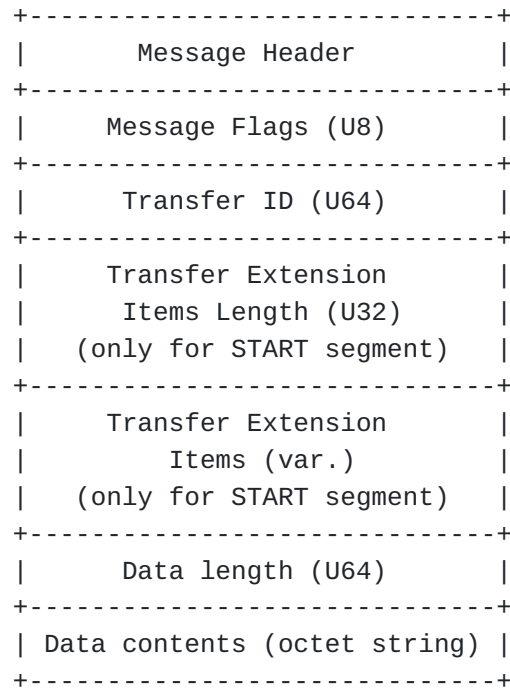 +------------------------------+
|       Message Header         |
+------------------------------+
|     Message Flags (U8)       |
+------------------------------+
|      Transfer ID (U64)       |
+------------------------------+
|     Transfer Extension       |
|      Items Length (U32)      |
|   (only for START segment)   |
+------------------------------+
|     Transfer Extension       |
|         Items (var.)         |
|   (only for START segment)   |
+------------------------------+
|      Data length (U64)       |
+------------------------------+
| Data contents (octet string) |
+------------------------------+